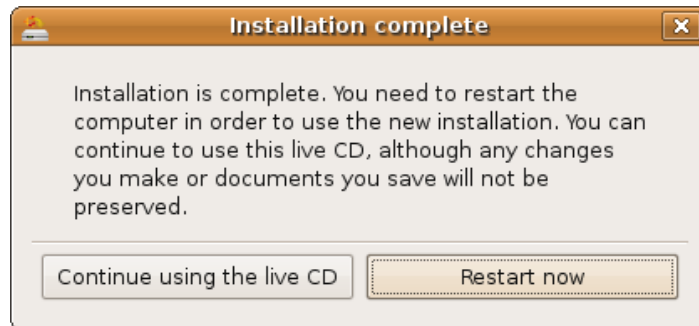 Installation complete
Installation is complete. You need to restart the
computer in order to use the new installation. You can
continue to use this live CD, although any changes
you make or documents you save will not be
preserved.
Continue using the live CD
Restart now